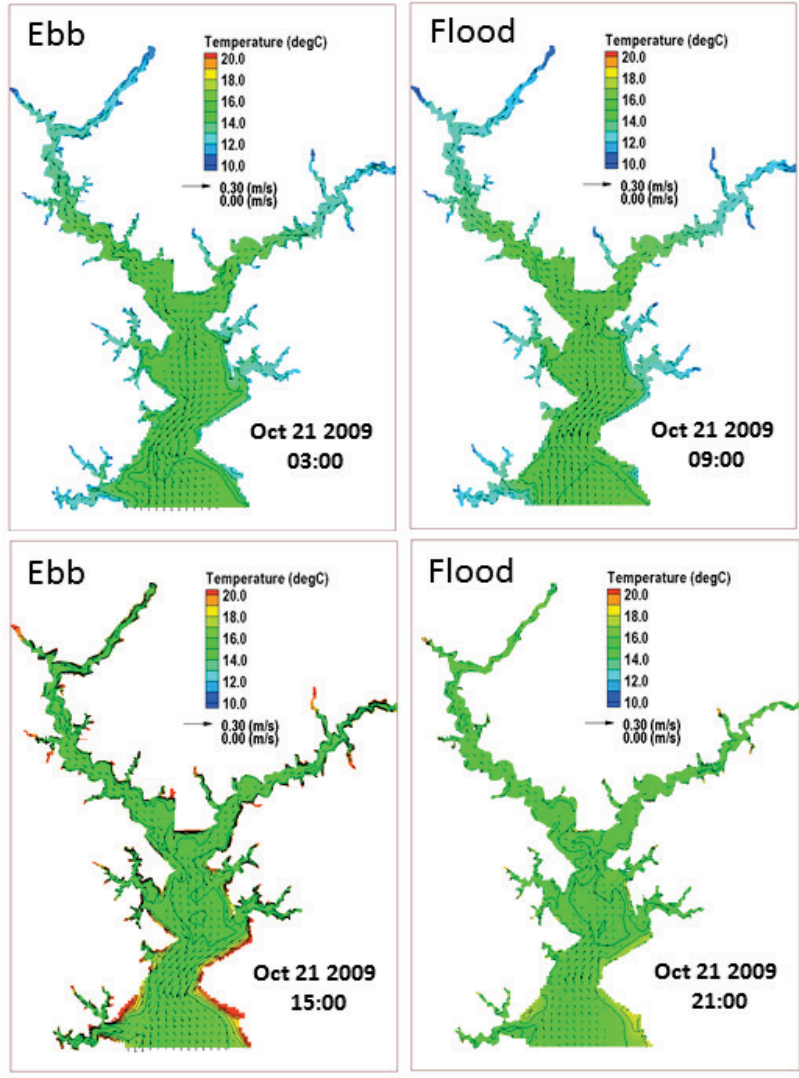 Ebb
Temperature (degC)
20.0
18.0
16.0
14.0
12.0
10.0
0.30 (m/s)
0.00 (m/s)
Oct 21 2009
03:00
Flood
Temperature (degC)
20.0
18.0
16.0
14.0
12.0
10.0
0.30 (m/s)
0.00 (m/s)
Oct 21 2009
09:00
Ebb
Temperature (degC)
20.0
18.0
16.0
14.0
12.0
10.0
0.30 (m/s)
0.00 (m/s)
Oct 21 2009
15:00
Flood
Temperature (degC)
20.0
18.0
16.0
14.0
12.0
10.0
0.30 (m/s)
0.00 (m/s)
Oct 21 2009
21:00